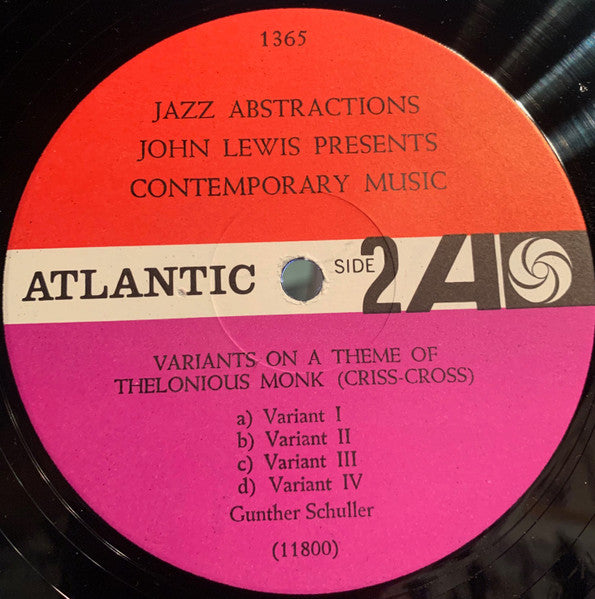 1365
JAZZ ABSTRACTIONS
JOHN LEWIS PRESENTS
CONTEMPORARY MUSIC
ATLANTIC SIDE 2 A
VARIANTS ON A THEME OF
THELONIOUS MONK (CRISS-CROSS)
a) Variant I
b) Variant II
c) Variant III
d) Variant IV
Gunther Schuller
(11800)